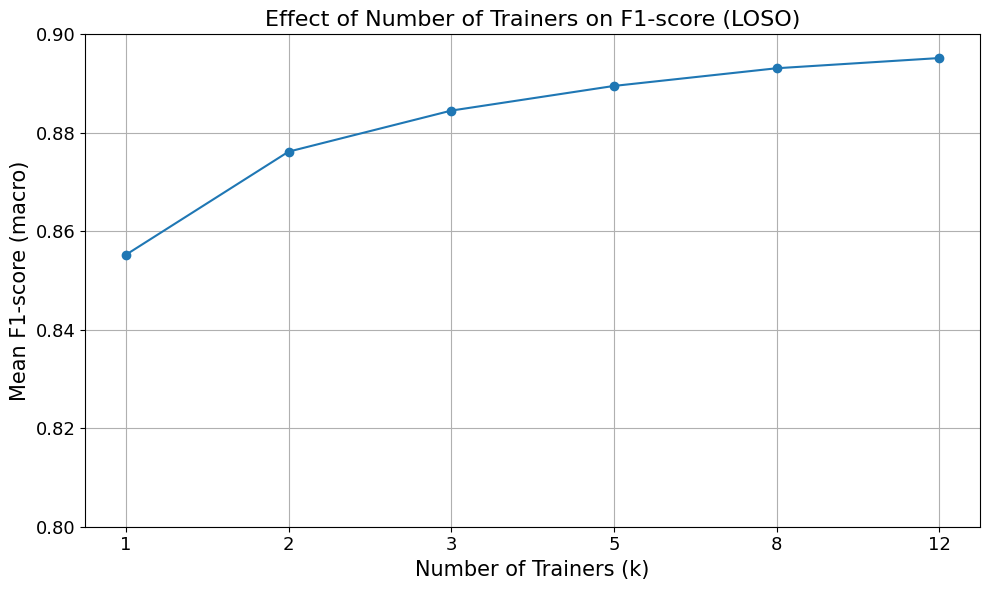 Effect of Number of Trainers on F1-score (LOSO)
Mean F1-score (macro)
0.90
0.88
0.86
0.84
0.82
0.80
1 2 3 5 8 12
Number of Trainers (k)